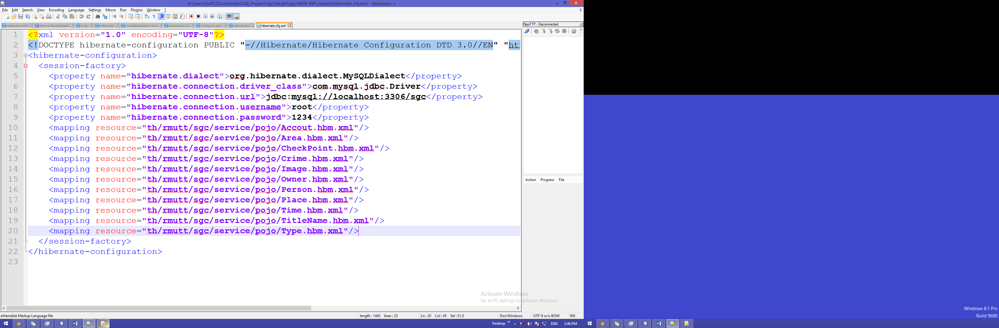 e:\Users\Golf\Documents\GAB_Project\sgc\target\sgc\WEB-INF\classes\hibernate.cfg.xml - Notepad++
File Edit Search View Encoding Language Settings Macro Run Plugins Window ?
X
netbeans.conf php.ini-development a.sql index.php codelab4solution.html webspeech.js config.inc.php default.php hibernate.cfg.xml
NppFTP - Disconnected
1 <?xml version="1.0" encoding="UTF-8"?>
2 <!DOCTYPE hibernate-configuration PUBLIC "-//Hibernate/Hibernate Configuration DTD 3.0//EN" "htt
3 <hibernate-configuration>
4 <session-factory>
5 <property name="hibernate.dialect">org.hibernate.dialect.MySQLDialect</property>
6 <property name="hibernate.connection.driver_class">com.mysql.jdbc.Driver</property>
7 <property name="hibernate.connection.url">jdbc:mysql://localhost:3306/sgc</property>
8 <property name="hibernate.connection.username">root</property>
9 <property name="hibernate.connection.password">1234</property>
10 <mapping resource="th/rmutt/sgc/service/pojo/Accout.hbm.xml"/>
11 <mapping resource="th/rmutt/sgc/service/pojo/Area.hbm.xml"/>
12 <mapping resource="th/rmutt/sgc/service/pojo/CheckPoint.hbm.xml"/>
13 <mapping resource="th/rmutt/sgc/service/pojo/Crime.hbm.xml"/>
14 <mapping resource="th/rmutt/sgc/service/pojo/Image.hbm.xml"/>
15 <mapping resource="th/rmutt/sgc/service/pojo/Owner.hbm.xml"/>
16 <mapping resource="th/rmutt/sgc/service/pojo/Person.hbm.xml"/>
17 <mapping resource="th/rmutt/sgc/service/pojo/Place.hbm.xml"/>
18 <mapping resource="th/rmutt/sgc/service/pojo/Time.hbm.xml"/>
19 <mapping resource="th/rmutt/sgc/service/pojo/TitleName.hbm.xml"/>
20 <mapping resource="th/rmutt/sgc/service/pojo/Type.hbm.xml"/>
21 </session-factory>
22 </hibernate-configuration>
23
Action Progress File
Activate Windows
Go to PC settings to activate Windows.
eXtensible Markup Language file length : 1445 lines : 23 Ln : 20 Col : 65 Sel : 0 | 0 Dos\Windows UTF-8 w/o BOM INS
Desktop ENG 2:46 PM
Windows 8.1 Pro
Build 9600